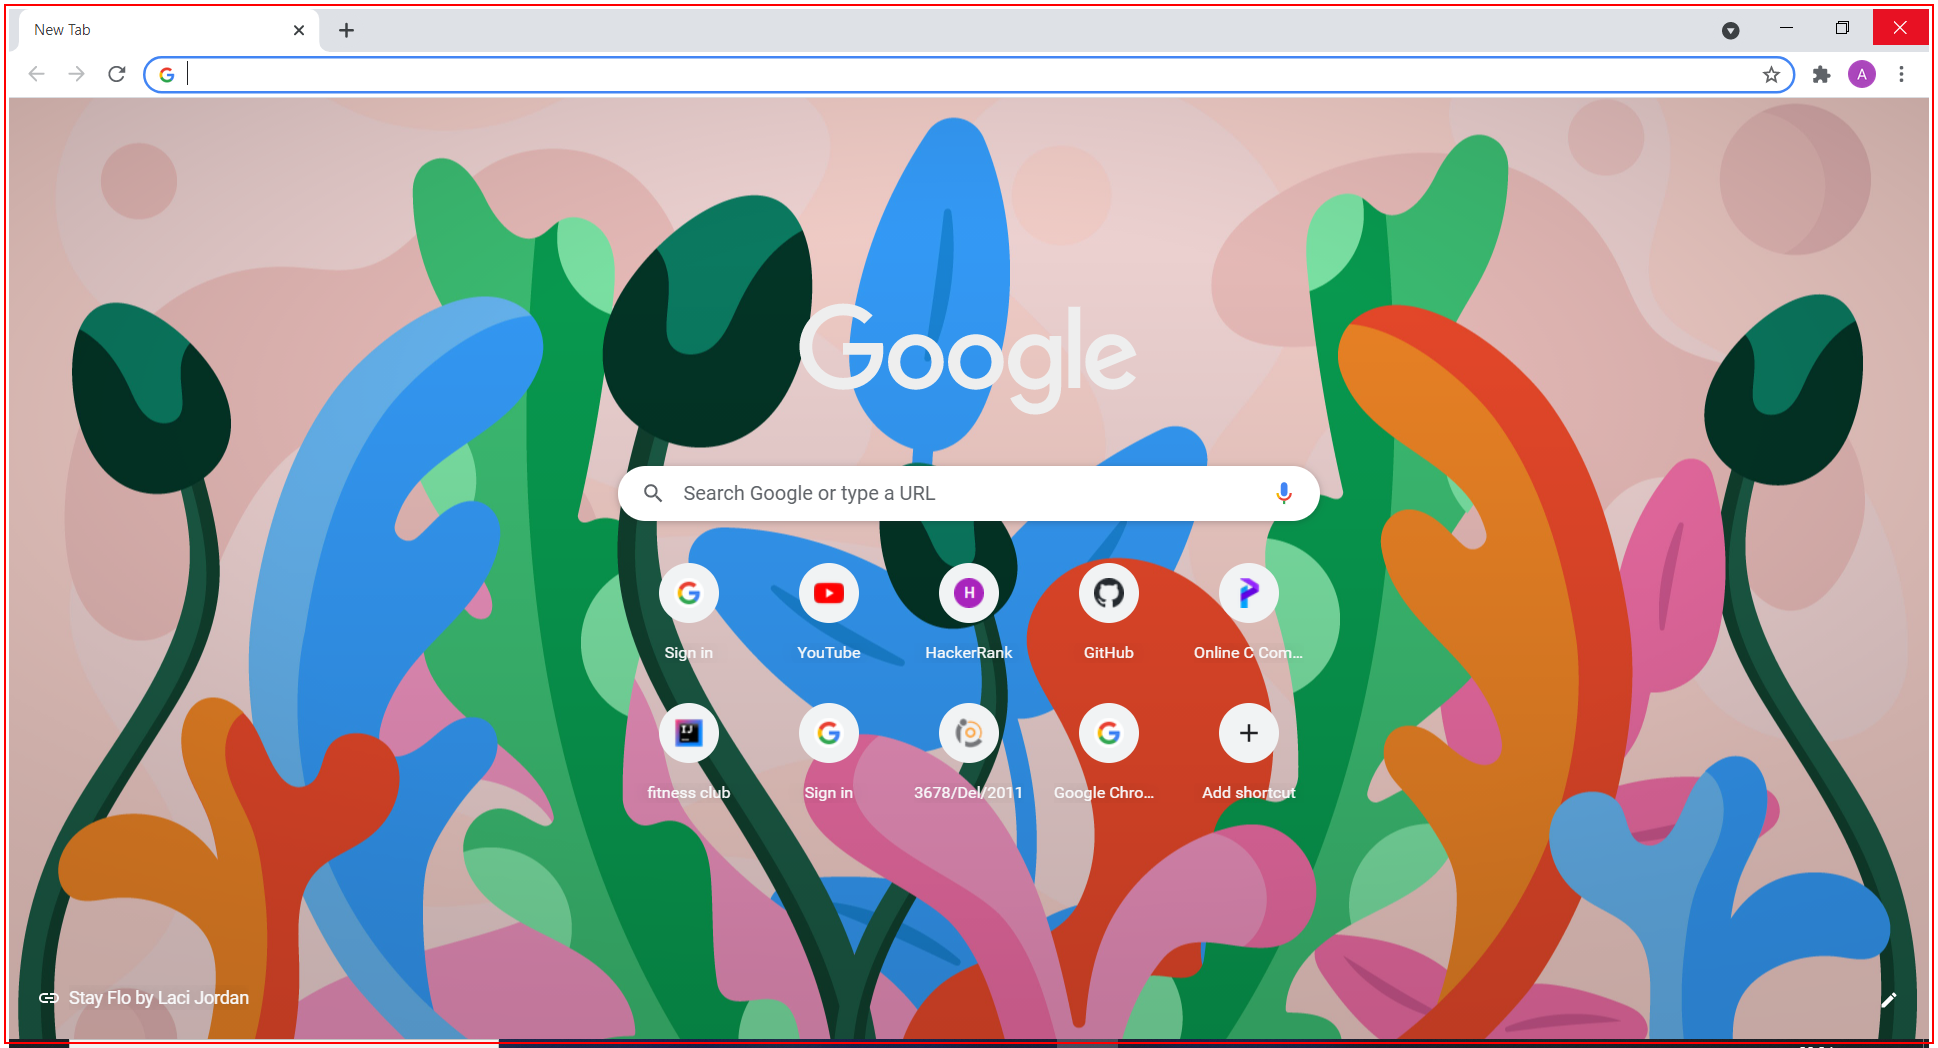 New Tab
A
Google
Search Google or type a URL
H
Sign in
YouTube
HackerRank
GitHub
Online C Com...
IJ
fitness club
Sign in
3678/Del/2011
Google Chro...
Add shortcut
Stay Flo by Laci Jordan